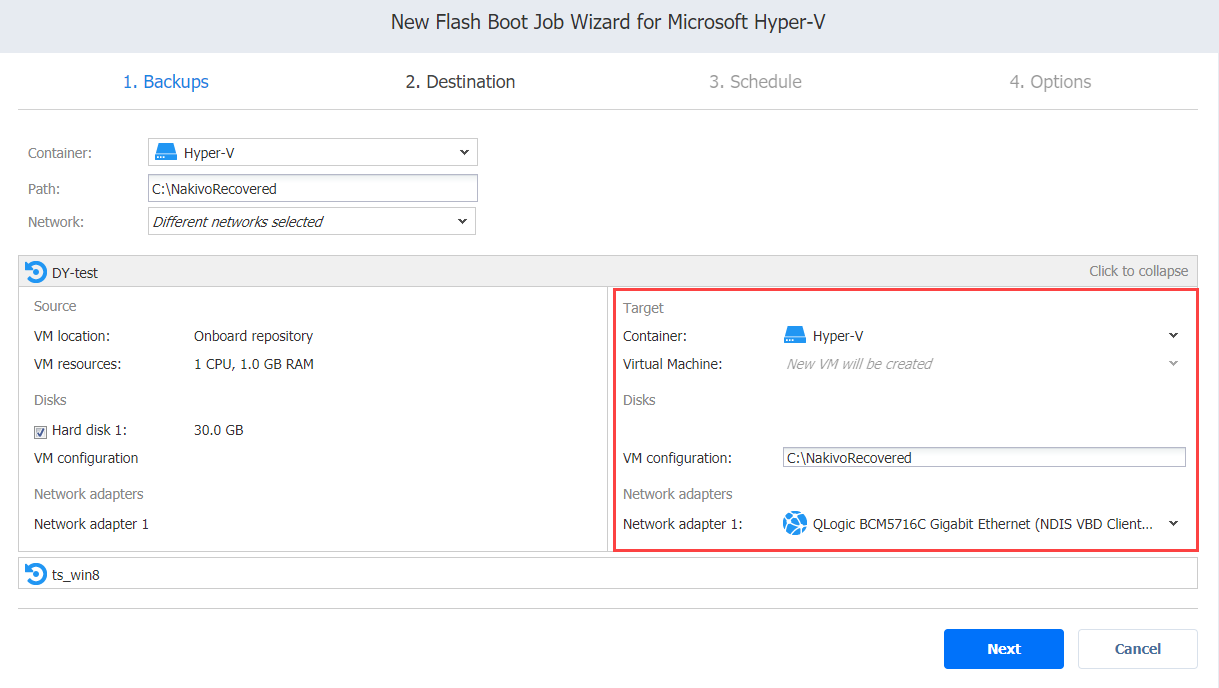 New Flash Boot Job Wizard for Microsoft Hyper-V
1. Backups 2. Destination 3. Schedule 4. Options
Container: Hyper-V
Path: C:\NakivoRecovered
Network: Different networks selected
DY-test Click to collapse
Source
VM location: Onboard repository
VM resources: 1 CPU, 1.0 GB RAM
Disks
Hard disk 1: 30.0 GB
VM configuration
Network adapters
Network adapter 1
Target
Container: Hyper-V
Virtual Machine: New VM will be created
Disks
VM configuration: C:\NakivoRecovered
Network adapters
Network adapter 1: QLogic BCM5716C Gigabit Ethernet (NDIS VBD Client...
ts_win8
Next Cancel